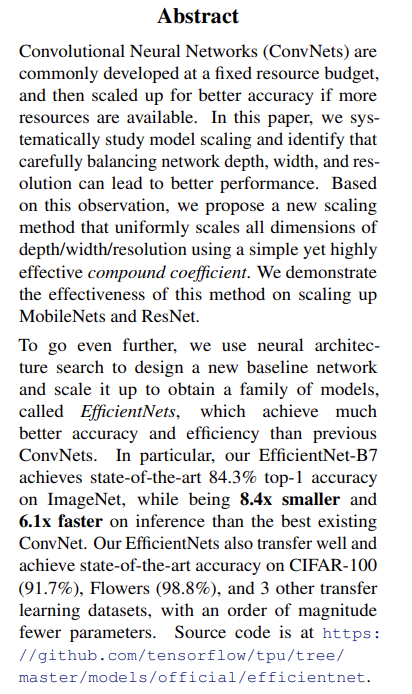 Abstract
Convolutional Neural Networks (ConvNets) are
commonly developed at a fixed resource budget,
and then scaled up for better accuracy if more
resources are available. In this paper, we sys-
tematically study model scaling and identify that
carefully balancing network depth, width, and res-
olution can lead to better performance. Based
on this observation, we propose a new scaling
method that uniformly scales all dimensions of
depth/width/resolution using a simple yet highly
effective compound coefficient. We demonstrate
the effectiveness of this method on scaling up
MobileNets and ResNet.
To go even further, we use neural architec-
ture search to design a new baseline network
and scale it up to obtain a family of models,
called EfficientNets, which achieve much
better accuracy and efficiency than previous
ConvNets. In particular, our EfficientNet-B7
achieves state-of-the-art 84.3% top-1 accuracy
on ImageNet, while being 8.4x smaller and
6.1x faster on inference than the best existing
ConvNet. Our EfficientNets also transfer well and
achieve state-of-the-art accuracy on CIFAR-100
(91.7%), Flowers (98.8%), and 3 other transfer
learning datasets, with an order of magnitude
fewer parameters. Source code is at https:
//github.com/tensorflow/tpu/tree/
master/models/official/efficientnet.